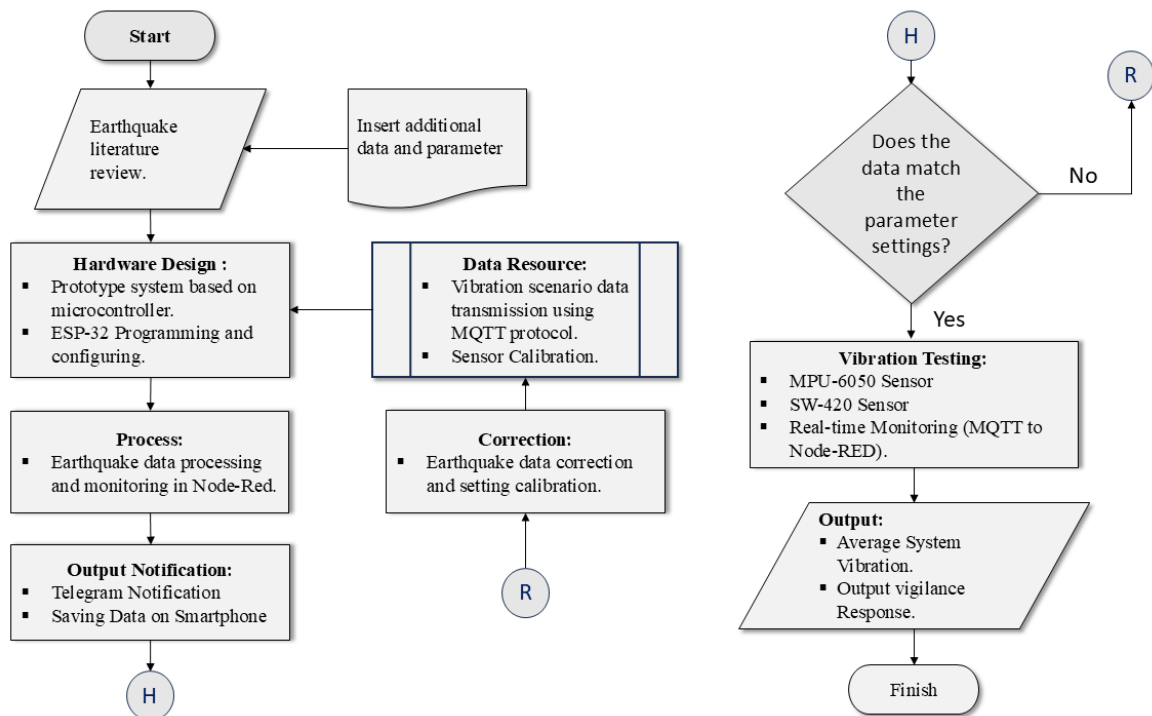 Start
Earthquake
literature
review.
Insert additional
data and parameter
Hardware Design :
▪ Prototype system based on
microcontroller.
▪ ESP-32 Programming and
configuring.
Data Resource:
▪ Vibration scenario data
transmission using
MQTT protocol.
▪ Sensor Calibration.
Process:
▪ Earthquake data processing
and monitoring in Node-Red.
Correction:
▪ Earthquake data correction
and setting calibration.
Output Notification:
▪ Telegram Notification
▪ Saving Data on Smartphone
R
H
H
R
Does the
data match
the
parameter
settings?
No
Yes
Vibration Testing:
▪ MPU-6050 Sensor
▪ SW-420 Sensor
▪ Real-time Monitoring (MQTT to
Node-RED).
Output:
▪ Average System
Vibration.
▪ Output vigilance
Response.
Finish